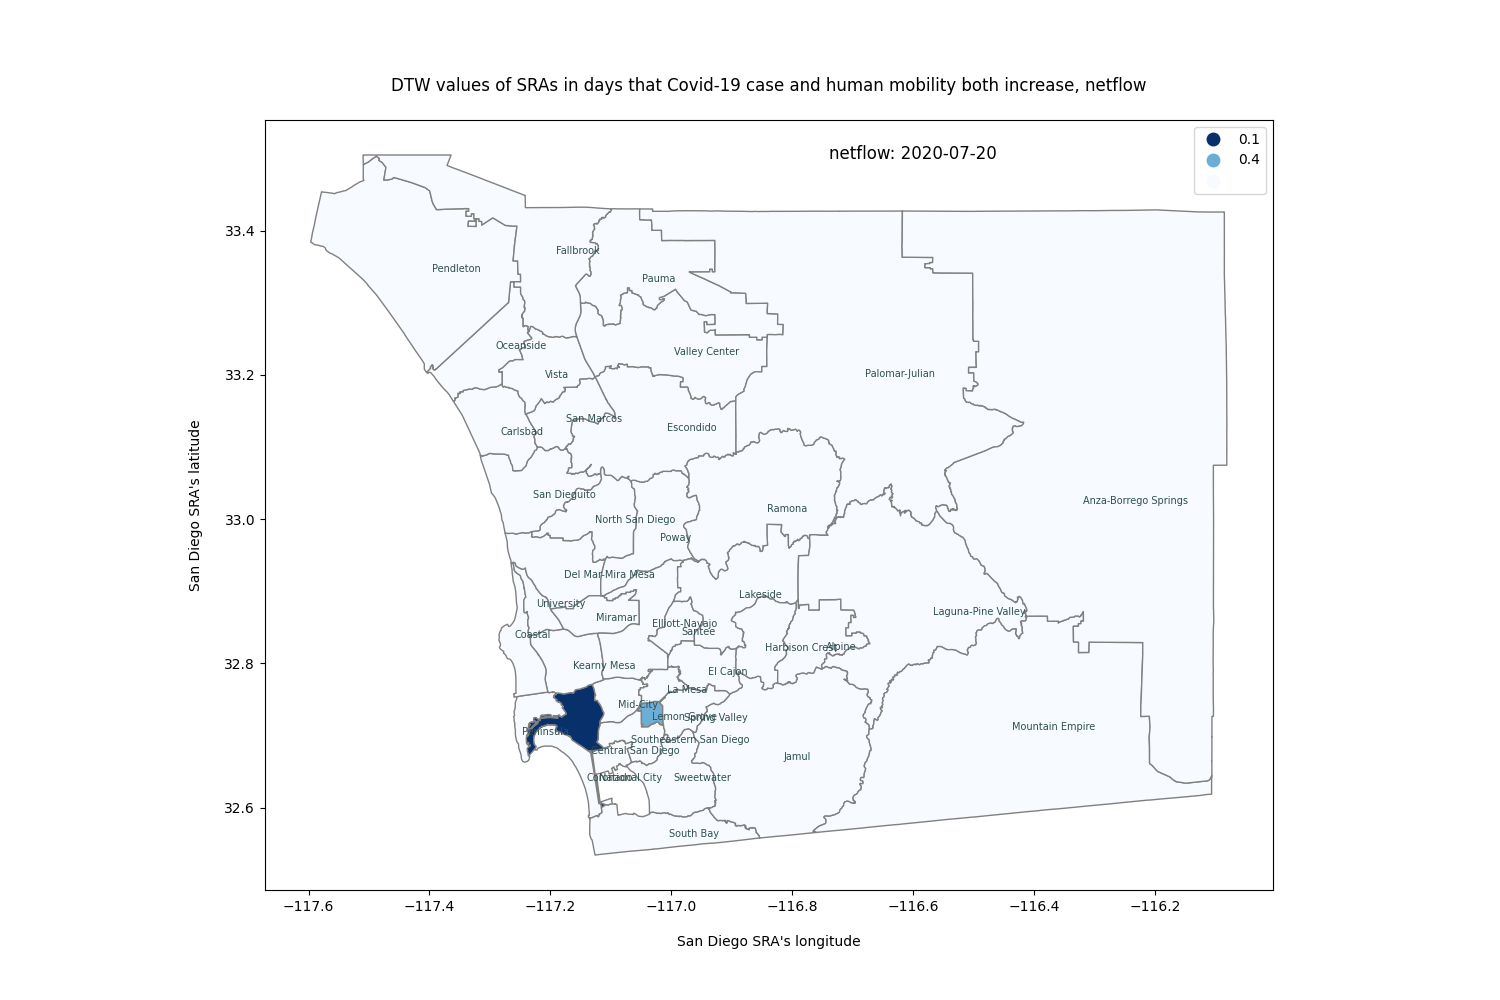 DTW values of SRAs in days that Covid-19 case and human mobility both increase, netflow
netflow: 2020-07-20
0.1
0.4
33.4
33.2
33.0
32.8
32.6
San Diego SRA's latitude
Fallbrook
Pendleton
Pauma
Oceanside
Valley Center
Vista
Palomar-Julian
San Marcos
Carlsbad
Escondido
San Dieguito
Anza-Borrego Springs
Ramona
North San Diego
Poway
Del Mar-Mira Mesa
Lakeside
University
Laguna-Pine Valley
Miramar
Elliott-Navajo
Santee
Coastal
Harbison Crest
Alpine
Kearny Mesa
El Cajon
La Mesa
Mid-City
Lemon Grove
Spring Valley
Mountain Empire
Peninsula
Southeastern San Diego
Central San Diego
Jamul
Coronado
National City
Sweetwater
South Bay
−117.6
−117.4
−117.2
−117.0
−116.8
−116.6
−116.4
−116.2
San Diego SRA's longitude